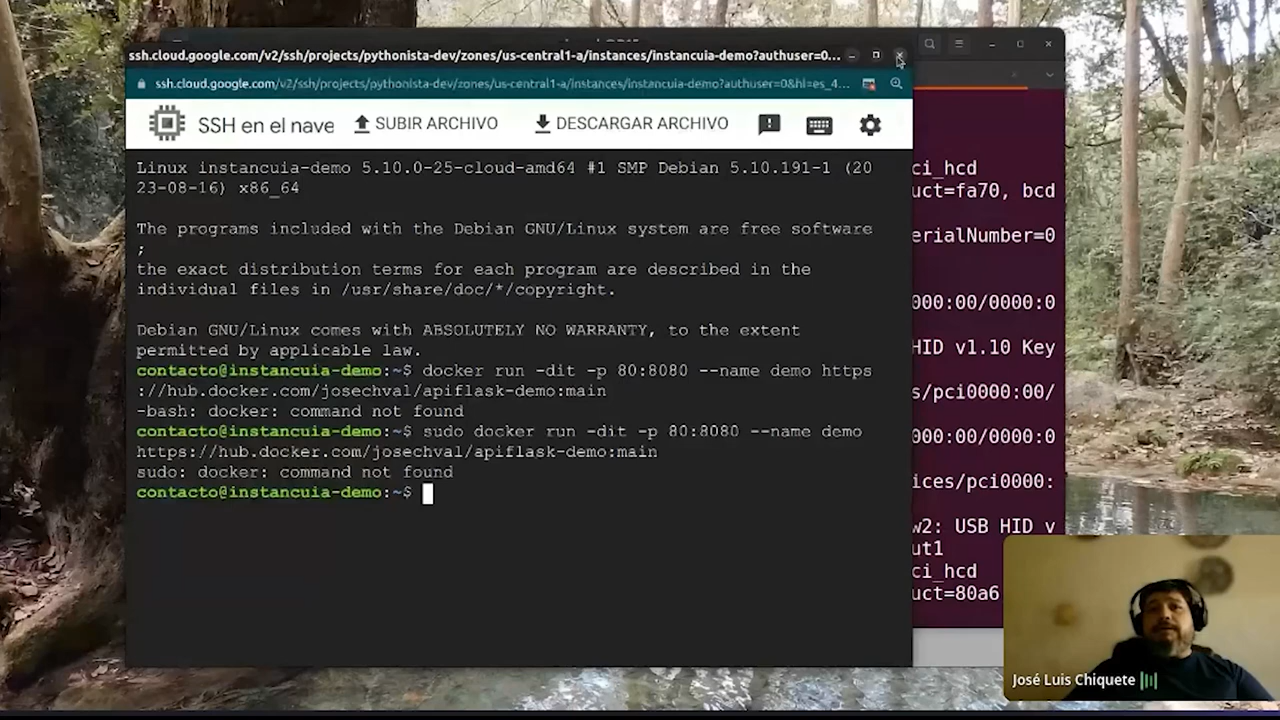 ssh.cloud.google.com/v2/ssh/projects/pythonista-dev/zones/us-central1-a/instances/instancuia-demo?authuser=0...
ssh.cloud.google.com/v2/ssh/projects/pythonista-dev/zones/us-central1-a/instances/instancuia-demo?authuser=0&hl=es_4...
SSH en el nave
SUBIR ARCHIVO
DESCARGAR ARCHIVO
Linux instancuia-demo 5.10.0-25-cloud-amd64 #1 SMP Debian 5.10.191-1 (20
23-08-16) x86_64
The programs included with the Debian GNU/Linux system are free software
;
the exact distribution terms for each program are described in the
individual files in /usr/share/doc/*/copyright.
Debian GNU/Linux comes with ABSOLUTELY NO WARRANTY, to the extent
permitted by applicable law.
contacto@instancuia-demo:~$ docker run -dit -p 80:8080 --name demo https
://hub.docker.com/josechval/apiflask-demo:main
-bash: docker: command not found
contacto@instancuia-demo:~$ sudo docker run -dit -p 80:8080 --name demo
https://hub.docker.com/josechval/apiflask-demo:main
sudo: docker: command not found
contacto@instancuia-demo:~$
ci_hcd
uct=fa70, bcd
erialNumber=0
000:00/0000:0
HID v1.10 Key
s/pci0000:00/
000:00/0000:0
ices/pci0000:
w2: USB HID v
ut1
ci_hcd
uct=80a6
José Luis Chiquete